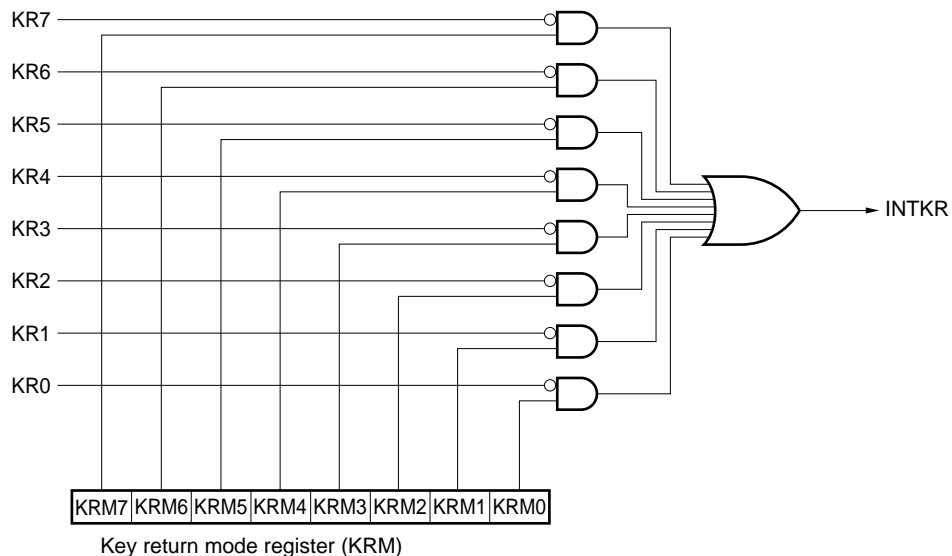 KR7
KR6
KR5
KR4
KR3
INTKR
KR2
KR1
KR0
KRM7 KRM6 KRM5 KRM4 KRM3 KRM2 KRM1 KRM0
Key return mode register (KRM)